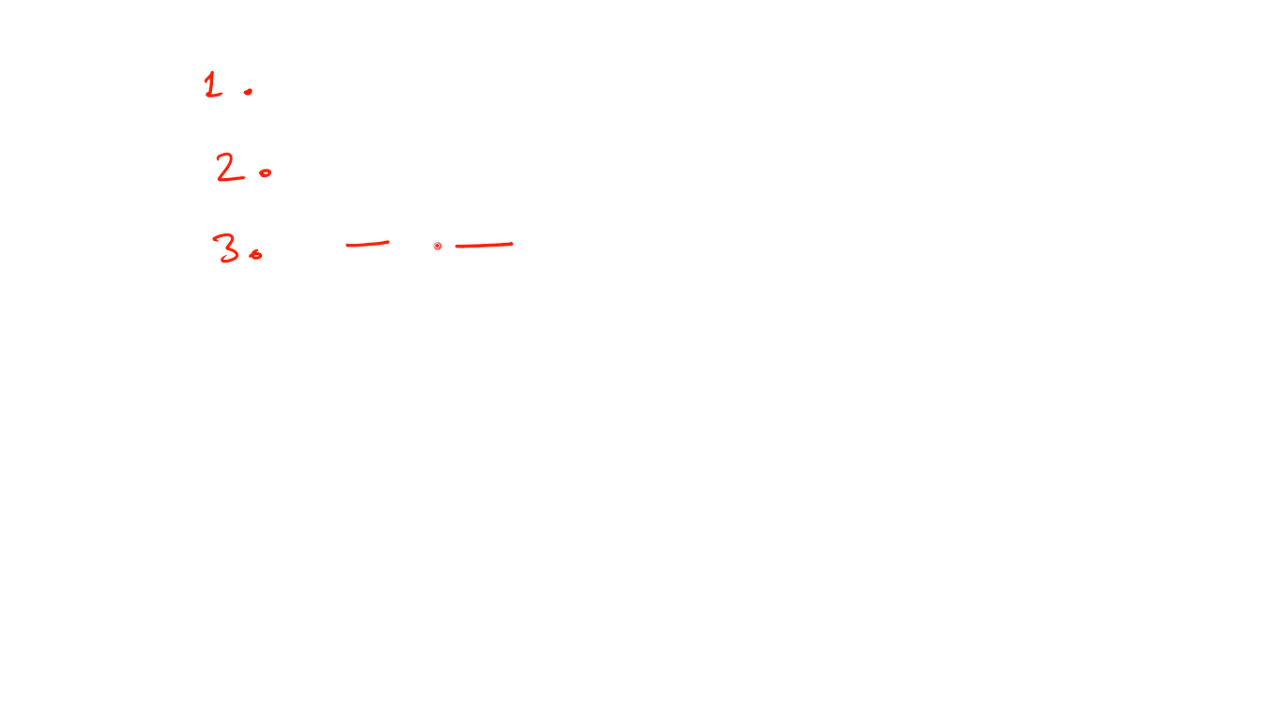 1.
2.
3. — —